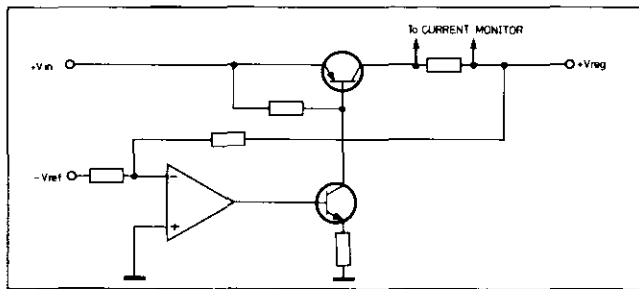 To CURRENT MONITOR
+Vin
+Vreg
-Vref
-
+